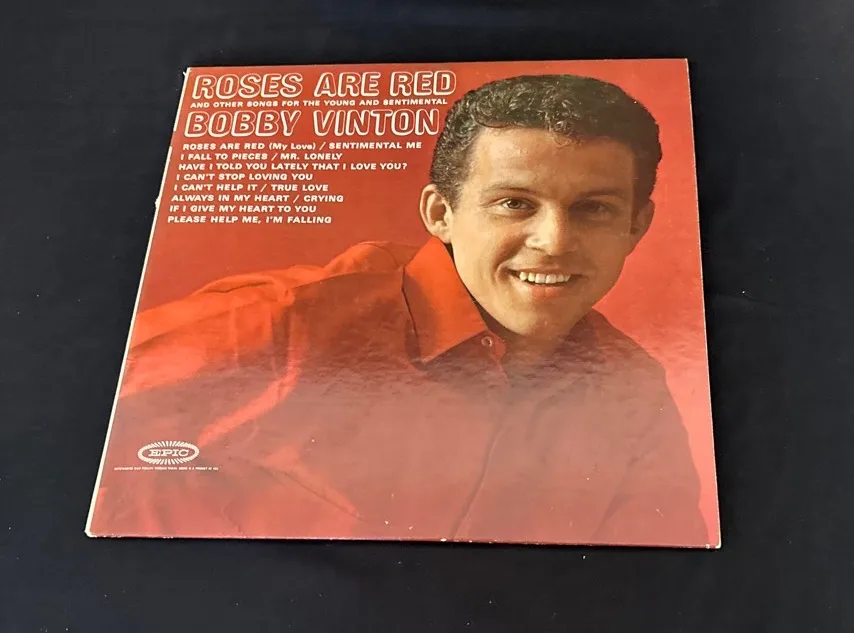 ROSES ARE RED
AND OTHER SONGS FOR THE YOUNG AND SENTIMENTAL
BOBBY VINTON
ROSES ARE RED (My Love) / SENTIMENTAL ME
I FALL TO PIECES / MR. LONELY
HAVE I TOLD YOU LATELY THAT I LOVE YOU?
I CAN'T STOP LOVING YOU
I CAN'T HELP IT / TRUE LOVE
ALWAYS IN MY HEART / CRYING
IF I GIVE MY HEART TO YOU
PLEASE HELP ME, I'M FALLING
EPIC